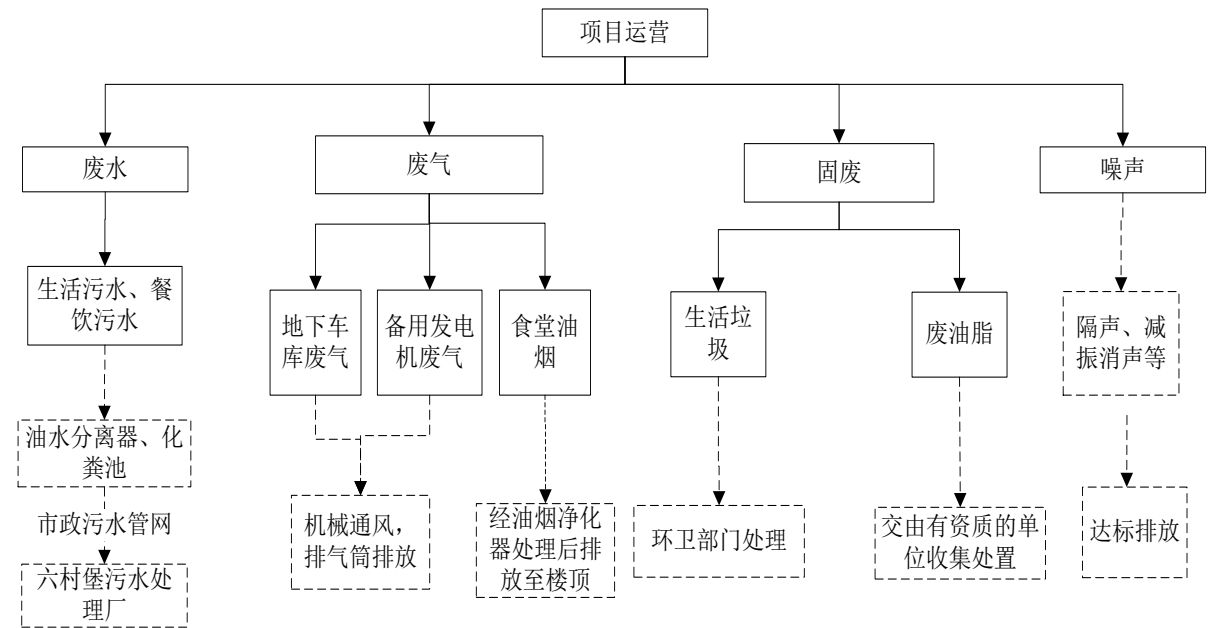 项目运营
废水
废气
固废
噪声
生活污水、餐
饮污水
地下车
库废气
备用发电
机废气
食堂油
烟
生活垃
圾
废油脂
隔声、减
振消声等
油水分离器、化
粪池
市政污水管网
六村堡污水处
理厂
机械通风，
排气筒排放
经油烟净化
器处理后排
放至楼顶
环卫部门处理
交由有资质的单
位收集处置
达标排放